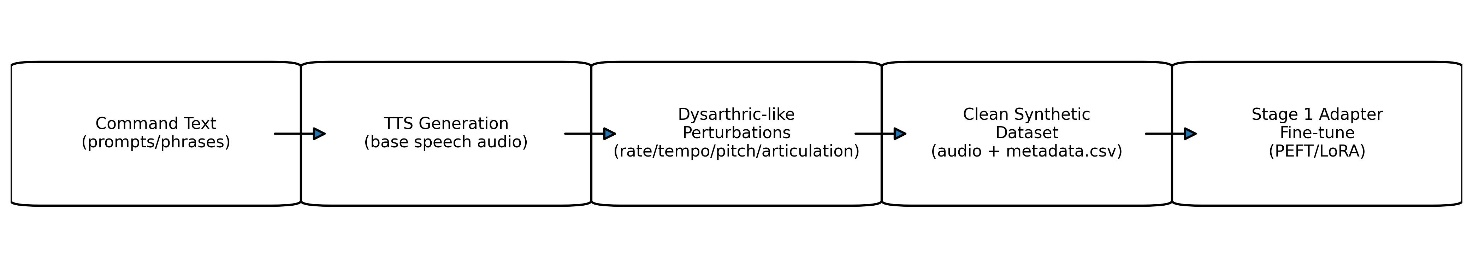 Command Text
(prompts/phrases)
TTS Generation
(base speech audio)
Dysarthric-like
Perturbations
(rate/tempo/pitch/articulation)
Clean Synthetic
Dataset
(audio + metadata.csv)
Stage 1 Adapter
Fine-tune
(PEFT/LoRA)